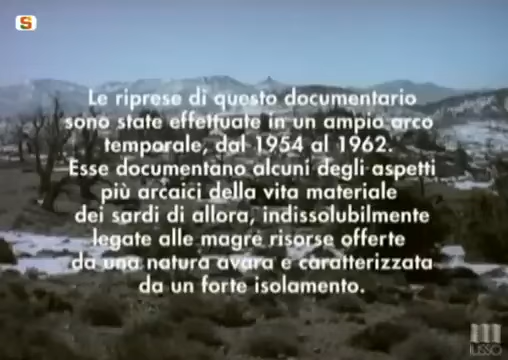 S
Le riprese di questo documentario
sono state effettuate in un ampio arco
temporale, dal 1954 al 1962.
Esse documentano alcuni degli aspetti
più arcaici della vita materiale
dei sardi di allora, indissolubilmente
legate alle magre risorse offerte
da una natura avara e caratterizzata
da un forte isolamento.
ILISSO